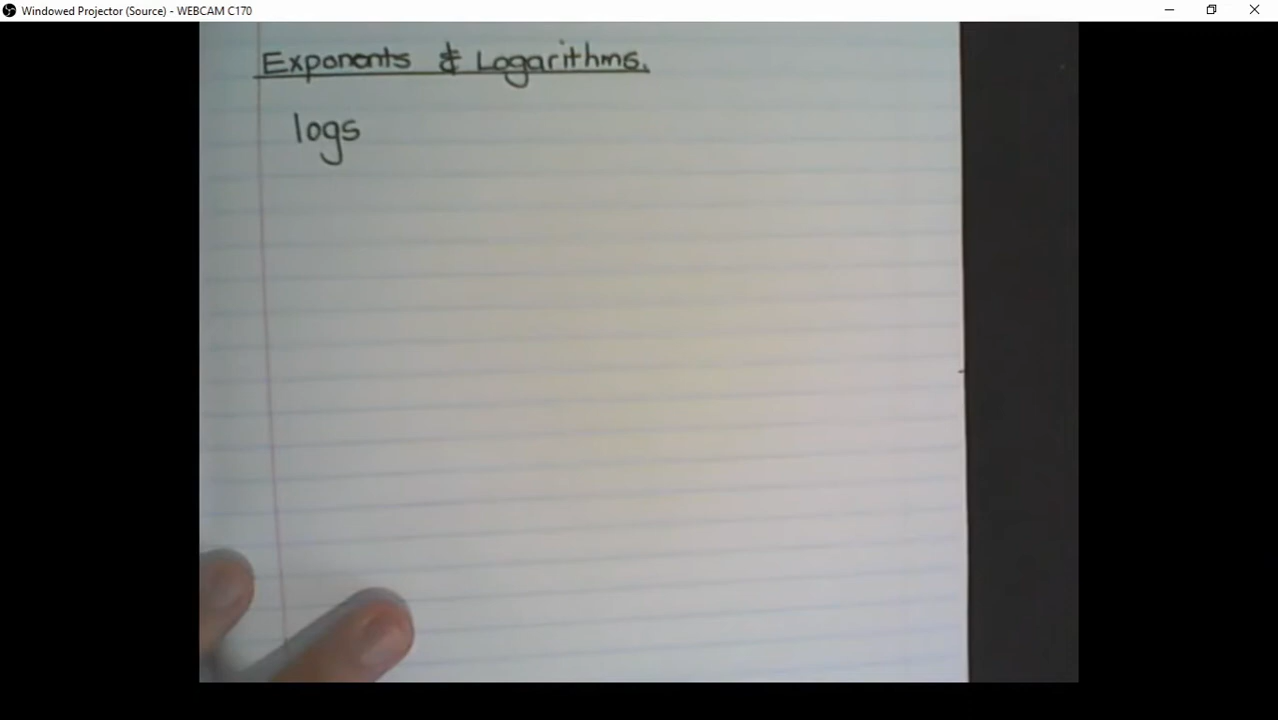 Windowed Projector (Source) - WEBCAM C170
Exponents & Logarithms.
logs